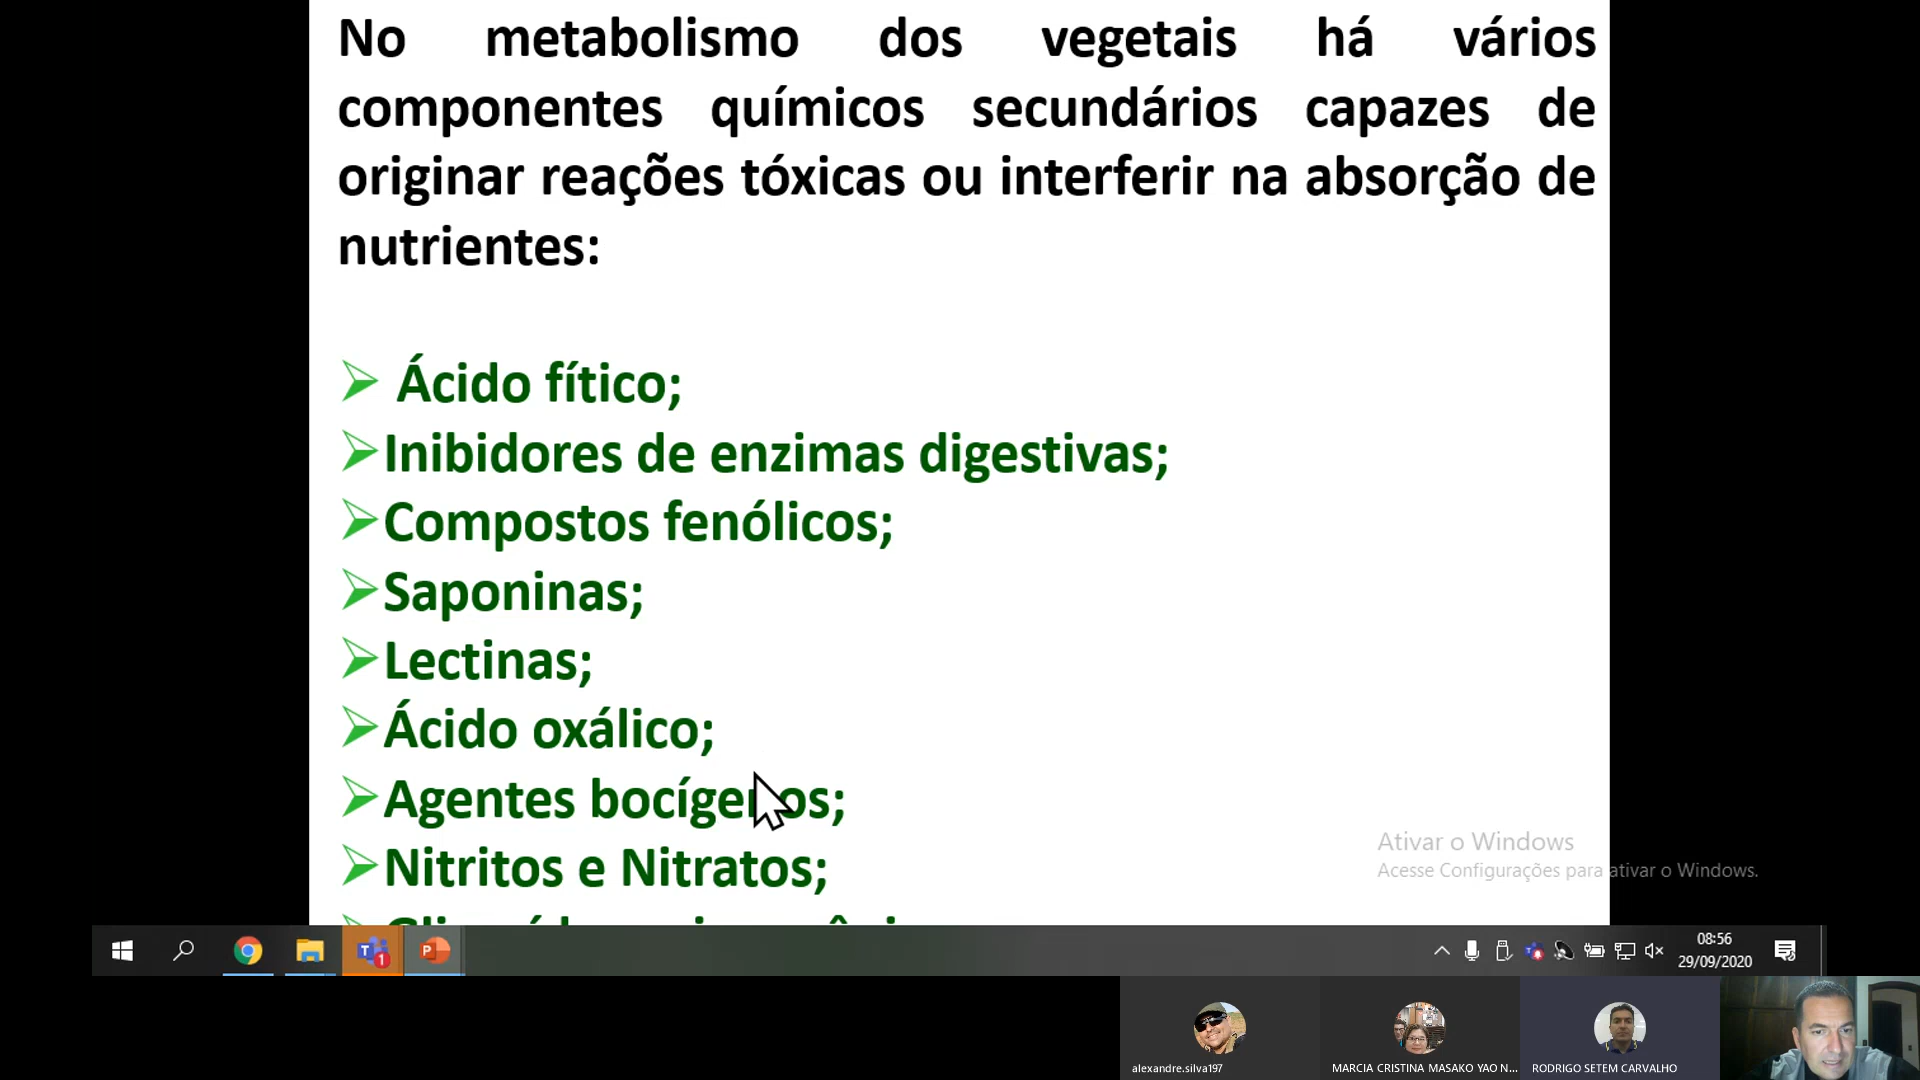 No metabolismo dos vegetais há vários
componentes químicos secundários capazes de
originar reações tóxicas ou interferir na absorção de
nutrientes:
Ácido fítico;
Inibidores de enzimas digestivas;
Compostos fenólicos;
Saponinas;
Lectinas;
Ácido oxálico;
Agentes bocígenos;
Nitritos e Nitratos;
Ativar o Windows
Acesse Configurações para ativar o Windows.
08:56
29/09/2020
alexandre.silva197
MARCIA CRISTINA MASAKO YAO N...
RODRIGO SETEM CARVALHO